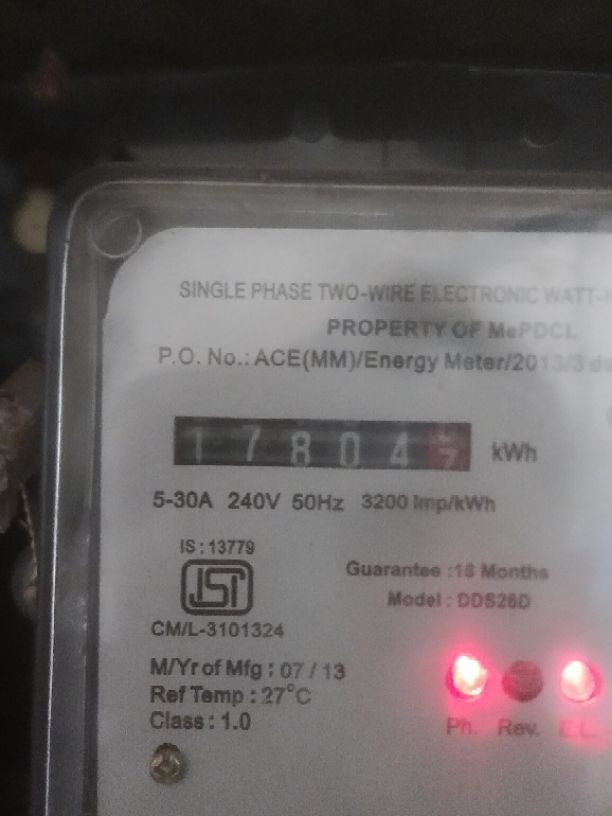 SINGLE PHASE TWO-WIRE ELECTRONIC WATT-
PROPERTY OF MePDCL
P.O. No.: ACE(MM)/Energy Meter/2013/3
17804 kWh
5-30A 240V 50Hz 3200 Imp/kWh
IS : 13779
ISI
Guarantee : 18 Months
Model : DDS26D
CM/L-3101324
M/Yr of Mfg : 07 / 13
Ref Temp : 27°C
Class : 1.0
Ph. Rev. E.L.